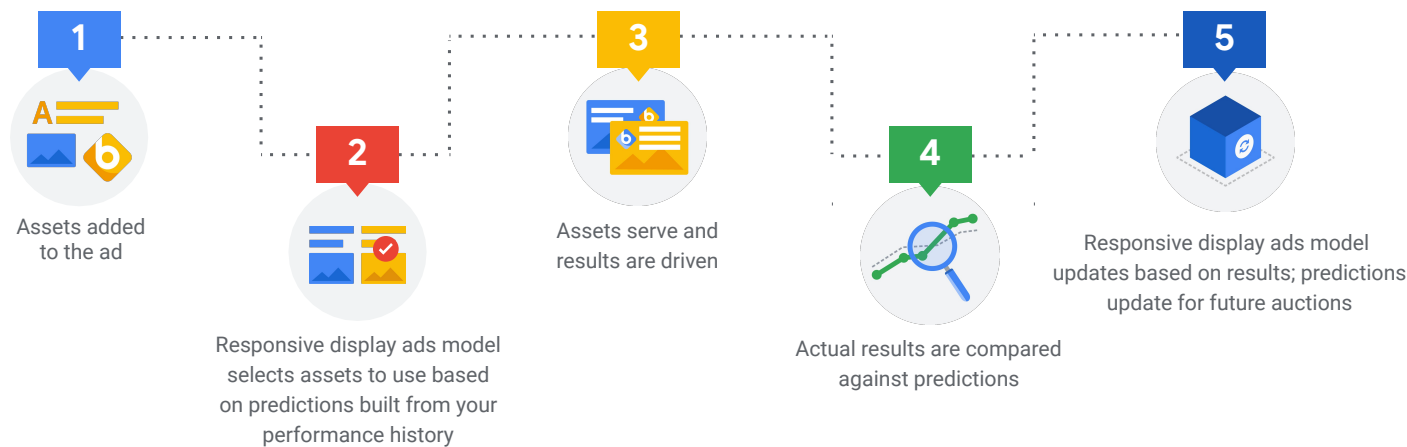 1
Assets added
to the ad
2
Responsive display ads model
selects assets to use based
on predictions built from your
performance history
3
Assets serve and
results are driven
4
Actual results are compared
against predictions
5
Responsive display ads model
updates based on results; predictions
update for future auctions